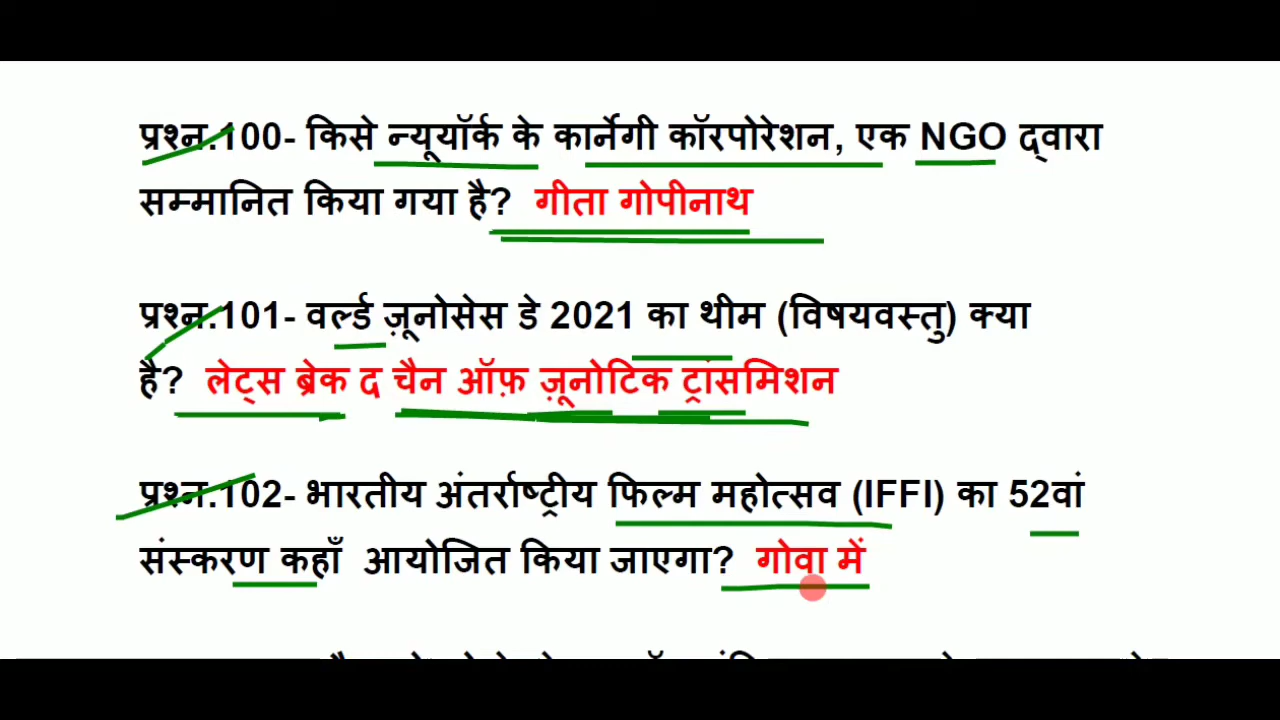 प्रश्न.100- किसे न्यूयॉर्क के कार्नेगी कॉरपोरेशन, एक NGO द्वारा
सम्मानित किया गया है? गीता गोपीनाथ
प्रश्न.101- वर्ल्ड ज़ूनोसेस डे 2021 का थीम (विषयवस्तु) क्या
है? लेट्स ब्रेक द चैन ऑफ़ ज़ूनोटिक ट्रांसमिशन
प्रश्न.102- भारतीय अंतर्राष्ट्रीय फिल्म महोत्सव (IFFI) का 52वां
संस्करण कहाँ आयोजित किया जाएगा? गोवा में